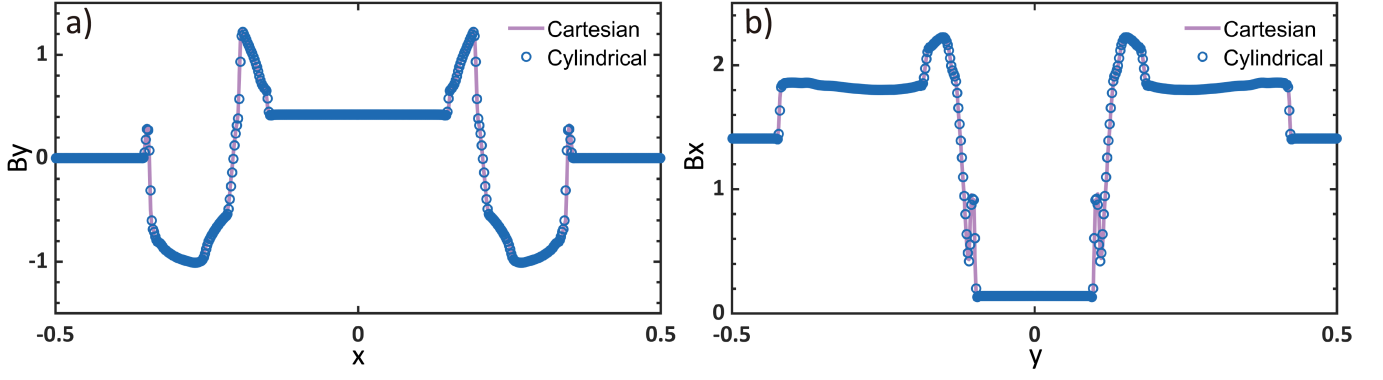 a)
Cartesian
Cylindrical
1
0
-1
By
-0.5 0 0.5
x
b)
Cartesian
Cylindrical
2
1
0
Bx
-0.5 0 0.5
y